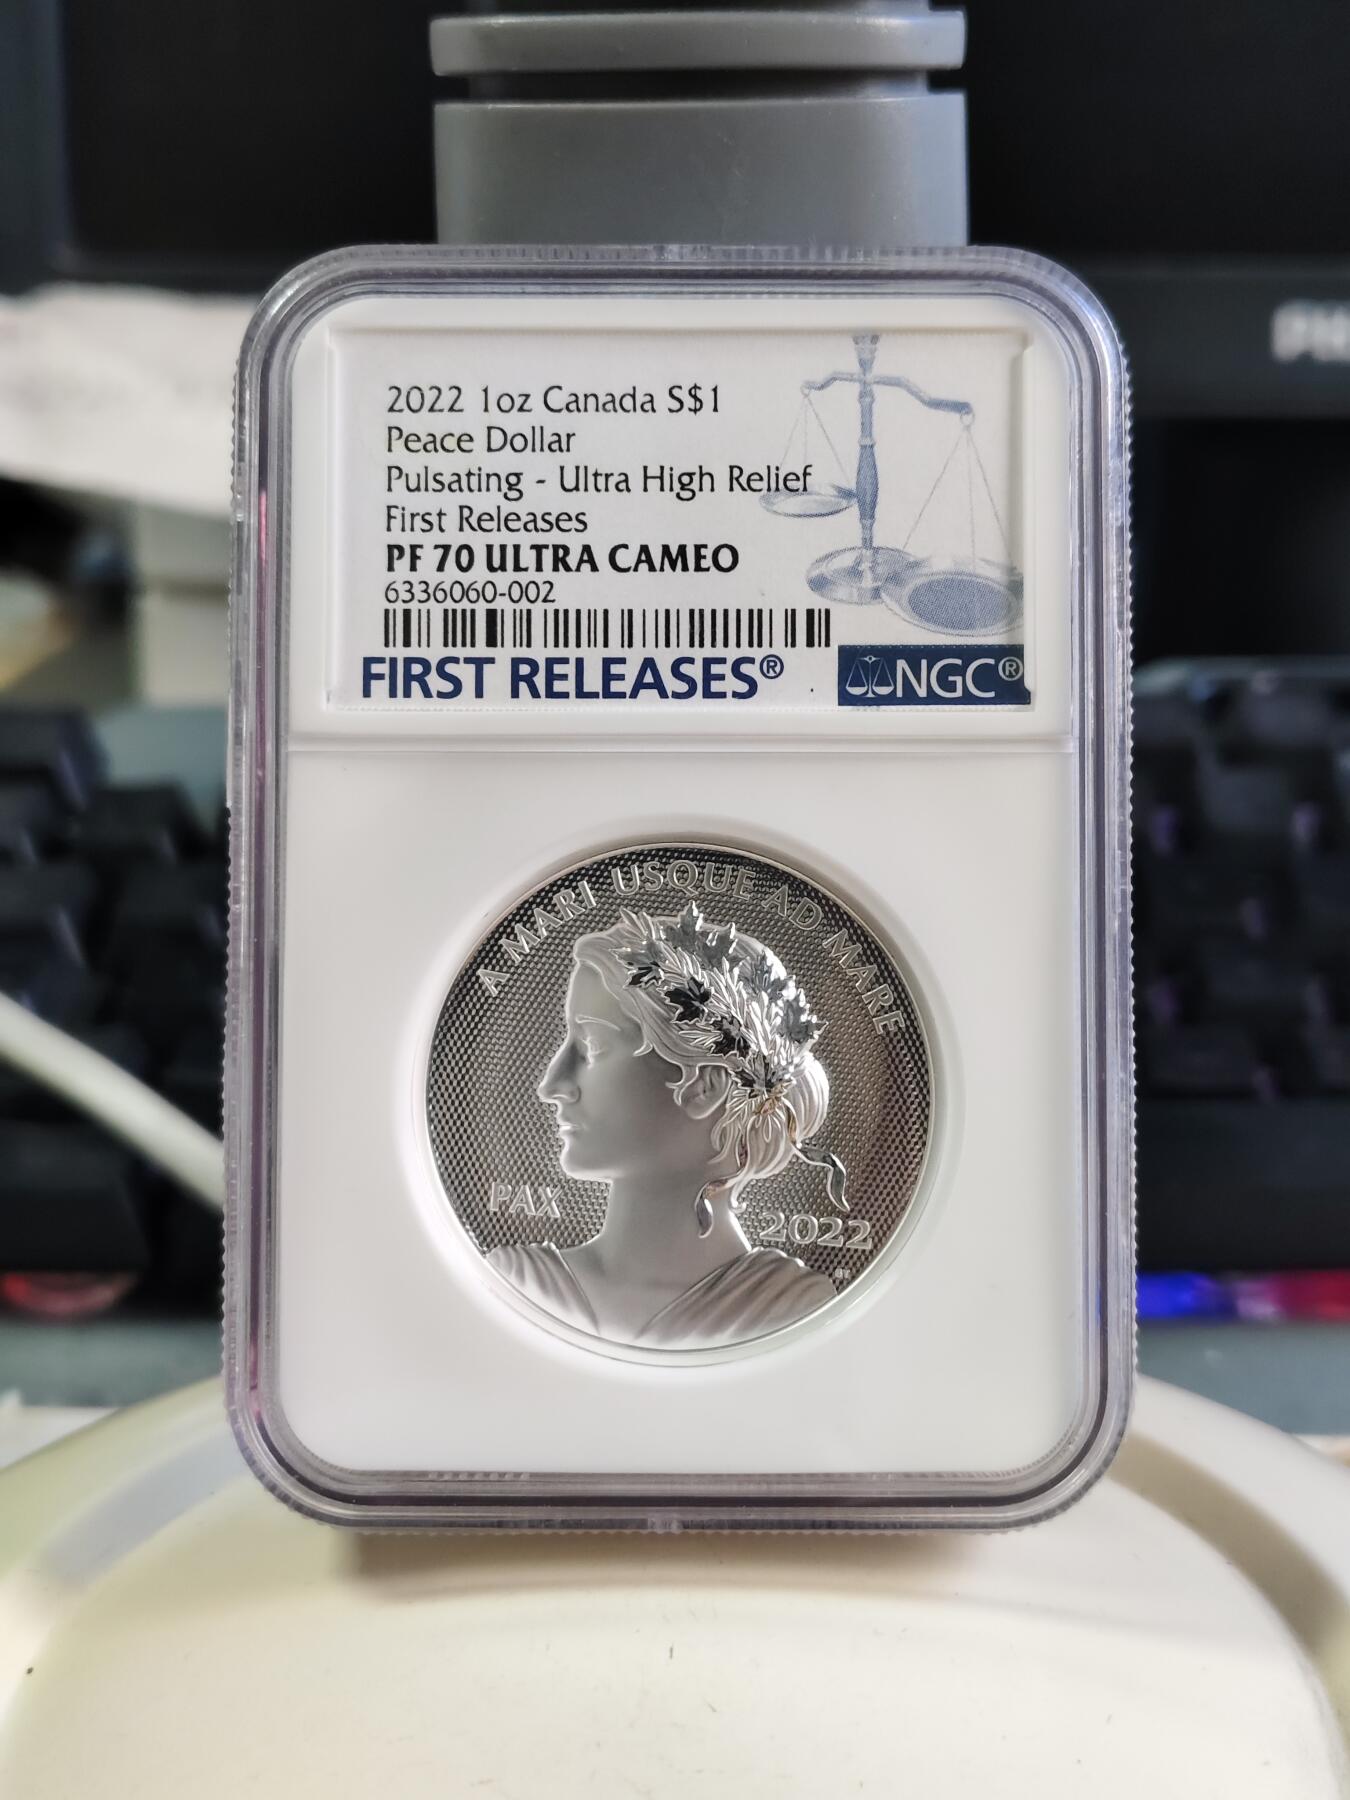 2022 1oz Canada S$1
Peace Dollar
Pulsating - Ultra High Relief
First Releases
PF 70 ULTRA CAMEO
6336060-002
FIRST RELEASES®
NGC®
A MARI USQUE AD MARE
PAX
2022